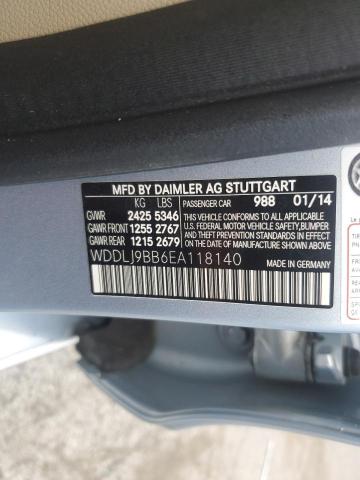 MFD BY DAIMLER AG STUTTGART
KG LBS PASSENGER CAR 988 01/14
GVWR 2425 5346 THIS VEHICLE CONFORMS TO ALL APPLICABLE
GAWR FRONT 1255 2767 U.S. FEDERAL MOTOR VEHICLE SAFETY, BUMPER
GAWR REAR 1215 2679 AND THEFT PREVENTION STANDARDS IN EFFECT
ON THE DATE OF MANUFACTURE SHOWN ABOVE.
WDDLJ9BB6EA118140 MADE IN GERMANY